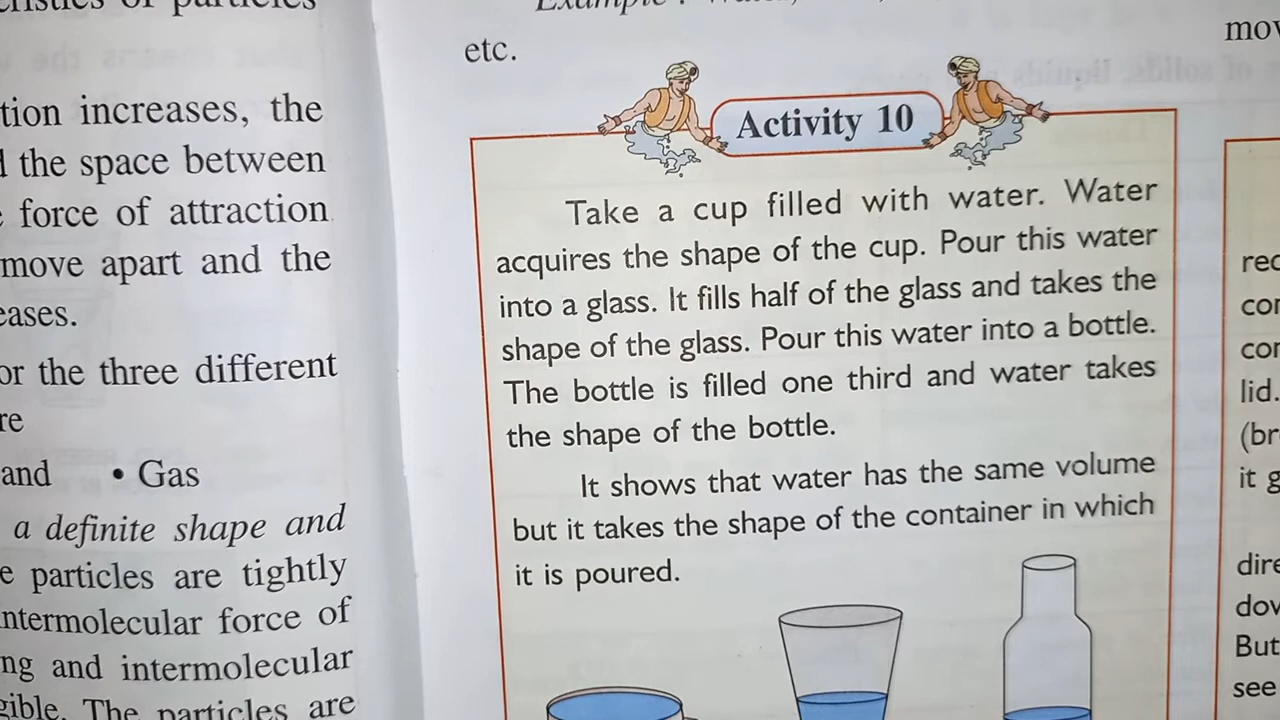 tion increases, the
the space between
force of attraction
move apart and the
eases.
or the three different
re
and • Gas
a definite shape and
particles are tightly
ntermolecular force of
ng and intermolecular
gible. The particles are
etc.
Activity 10
Take a cup filled with water. Water
acquires the shape of the cup. Pour this water
into a glass. It fills half of the glass and takes the
shape of the glass. Pour this water into a bottle.
The bottle is filled one third and water takes
the shape of the bottle.
It shows that water has the same volume
but it takes the shape of the container in which
it is poured.
lid.
(br
it g
dire
But
see